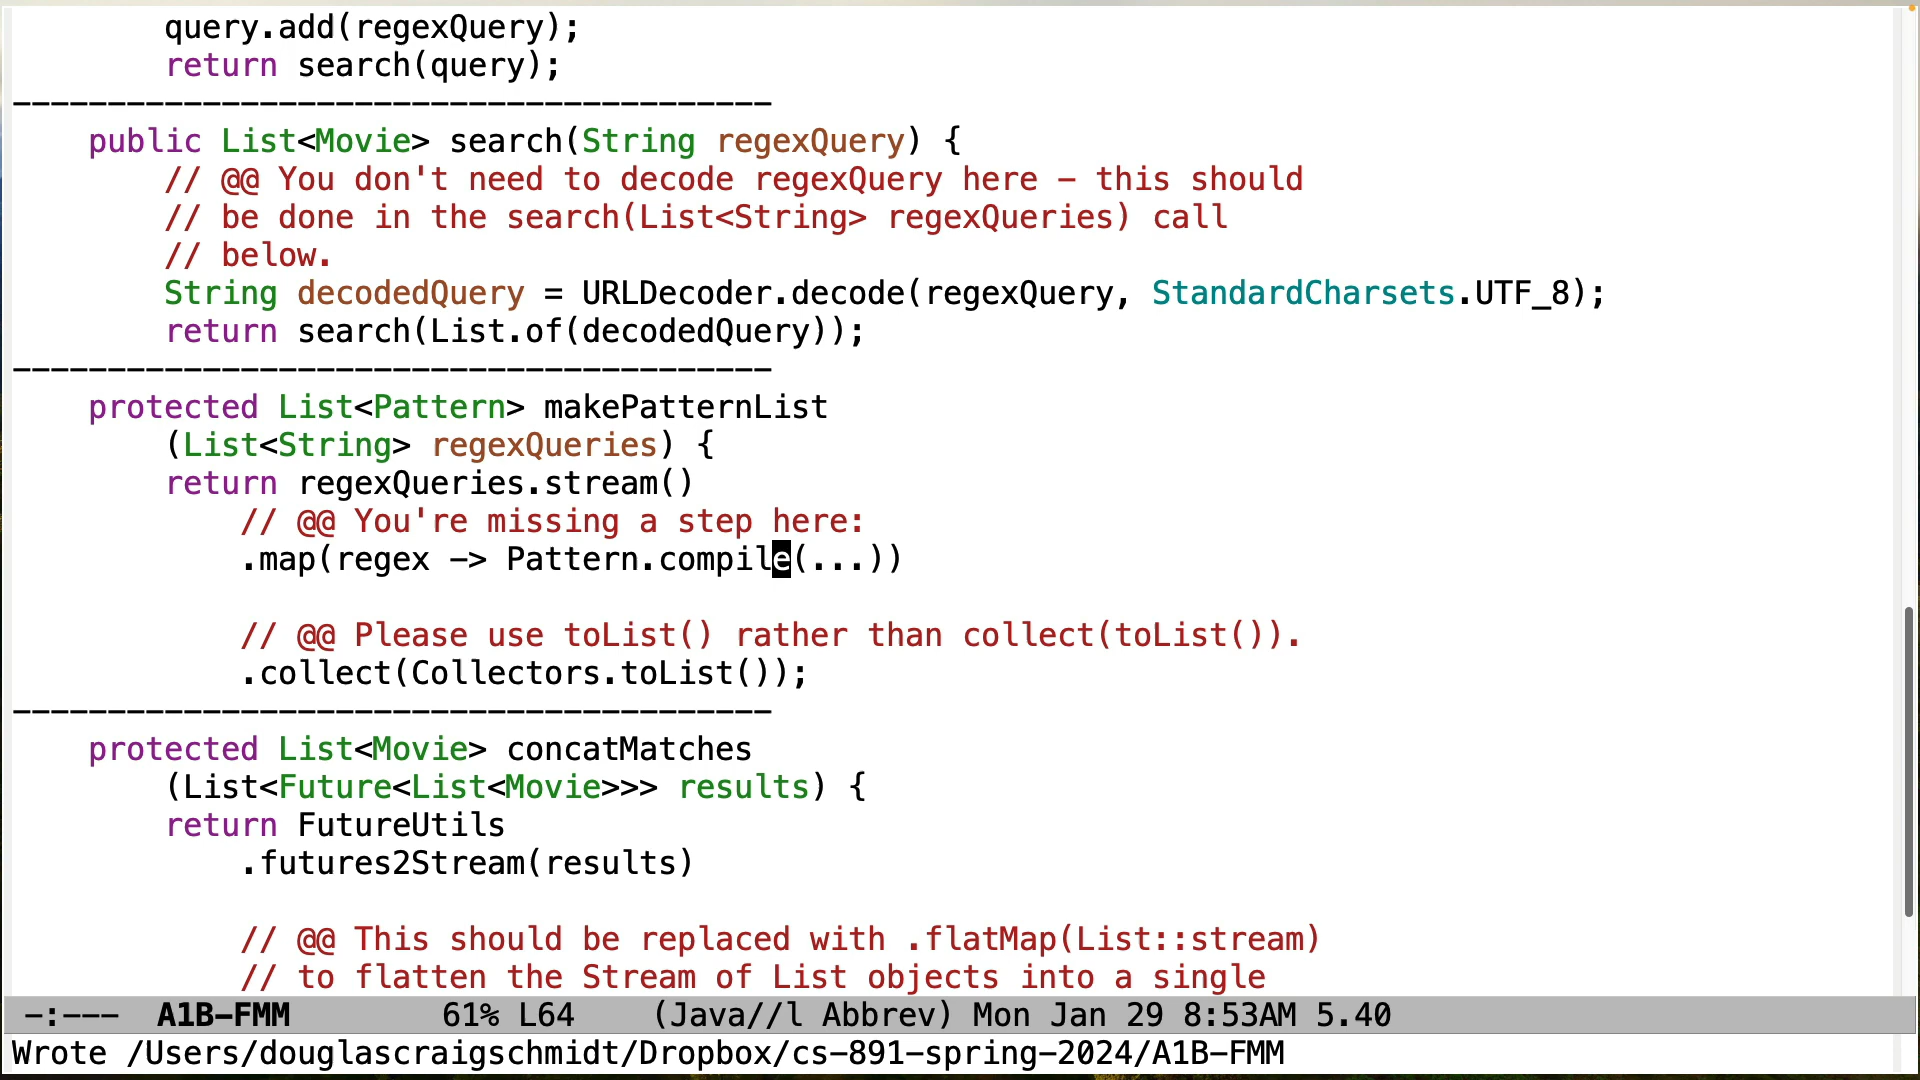 query.add(regexQuery);
return search(query);
----------------------------------------
public List<Movie> search(String regexQuery) {
// @@ You don't need to decode regexQuery here - this should
// be done in the search(List<String> regexQueries) call
// below.
String decodedQuery = URLDecoder.decode(regexQuery, StandardCharsets.UTF_8);
return search(List.of(decodedQuery));
----------------------------------------
protected List<Pattern> makePatternList
(List<String> regexQueries) {
return regexQueries.stream()
// @@ You're missing a step here:
.map(regex -> Pattern.compile(...))
// @@ Please use toList() rather than collect(toList()).
.collect(Collectors.toList());
----------------------------------------
protected List<Movie> concatMatches
(List<Future<List<Movie>>> results) {
return FutureUtils
.futures2Stream(results)
// @@ This should be replaced with .flatMap(List::stream)
// to flatten the Stream of List objects into a single
-:--- A1B-FMM 61% L64 (Java//l Abbrev) Mon Jan 29 8:53AM 5.40
Wrote /Users/douglascraigschmidt/Dropbox/cs-891-spring-2024/A1B-FMM